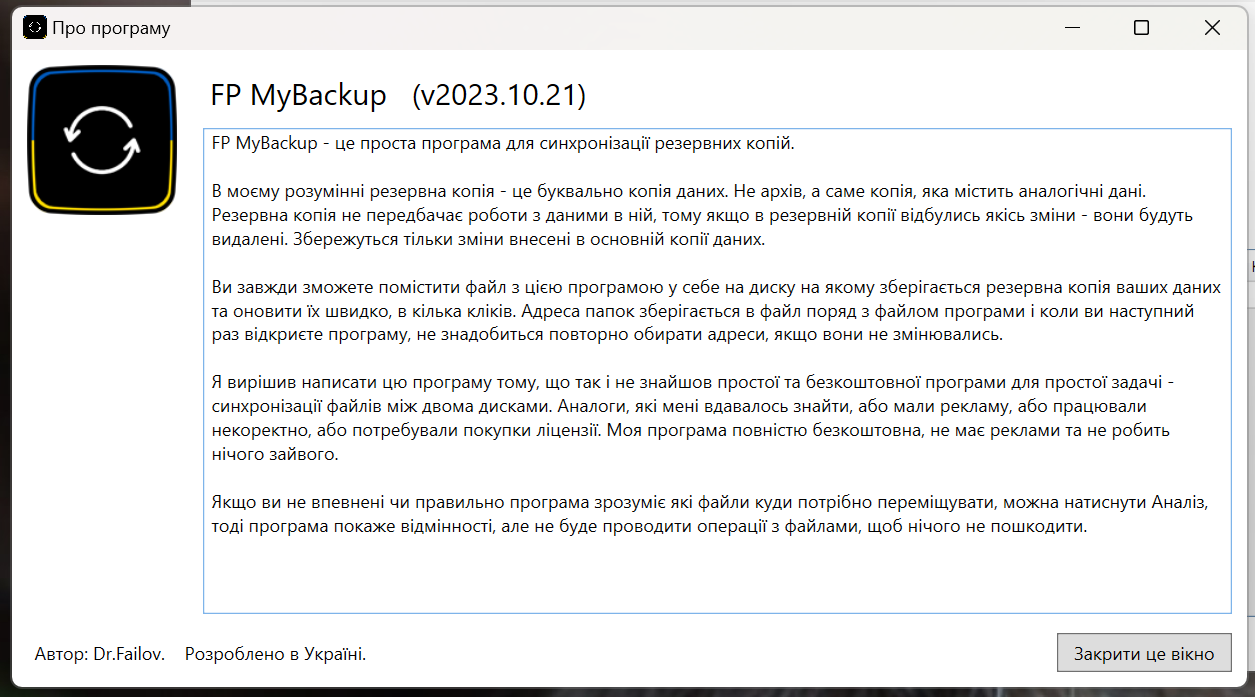 Про програму
FP MyBackup (v2023.10.21)
FP MyBackup - це проста програма для синхронізації резервних копій.
В моєму розумінні резервна копія - це буквально копія даних. Не архів, а саме копія, яка містить аналогічні дані.
Резервна копія не передбачає роботи з даними в ній, тому якщо в резервній копії відбулись якісь зміни - вони будуть
видалені. Збережуться тільки зміни внесені в основній копії даних.
Ви завжди зможете помістити файл з цією програмою у себе на диску на якому зберігається резервна копія ваших даних
та оновити їх швидко, в кілька кліків. Адреса папок зберігається в файл поряд з файлом програми і коли ви наступний
раз відкриєте програму, не знадобиться повторно обирати адреси, якщо вони не змінювались.
Я вирішив написати цю програму тому, що так і не знайшов простої та безкоштовної програми для простої задачі -
синхронізації файлів між двома дисками. Аналоги, які мені вдавалось знайти, або мали рекламу, або працювали
некоректно, або потребували покупки ліцензії. Моя програма повністю безкоштовна, не має реклами та не робить
нічого зайвого.
Якщо ви не впевнені чи правильно програма зрозуміє які файли куди потрібно переміщувати, можна натиснути Аналіз,
тоді програма покаже відмінності, але не буде проводити операції з файлами, щоб нічого не пошкодити.
Автор: Dr.Failov. Розроблено в Україні.
Закрити це вікно